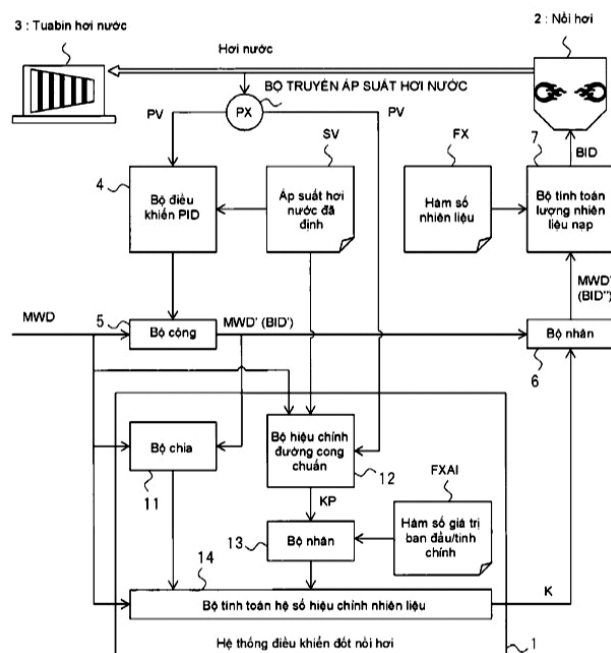 3 : Tuabin hơi nước
2 : Nồi hơi
Hơi nước
BỘ TRUYỀN ÁP SUẤT HƠI NƯỚC
PV
PX
PV
SV
FX
7
BID
4
Bộ điều
khiển PID
Áp suất hơi
nước đã
định
Hàm số
nhiên liệu
Bộ tính toán
lượng nhiên
liệu nạp
MWD"
(BID")
MWD
5
Bộ cộng
MWD' (BID')
Bộ nhân
6
Bộ chia
11
Bộ hiệu chỉnh
đường cong
chuẩn
12
KP
FXAI
13
Bộ nhân
Hàm số giá trị
ban đầu/tinh
chỉnh
14
Bộ tính toán hệ số hiệu chỉnh nhiên liệu
K
Hệ thống điều khiển đốt nồi hơi
1